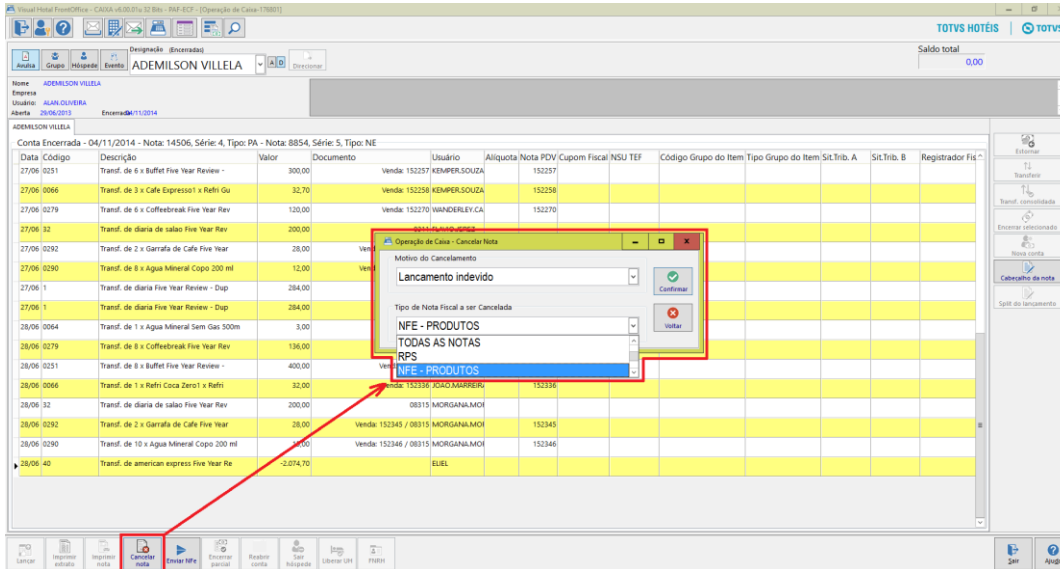 Visual Hotel FrontOffice - CAIXA v6.00.01u 32 Bits - PAF-ECF - [Operação de Caixa-176801]
TOTVS HOTÉIS
TOTVS
Avulsa Grupo Hóspede Evento
Designação (Encerradas)
ADEMILSON VILLELA
A D
Direcionar
Saldo total
0,00
Nome ADEMILSON VILLELA
Empresa
Usuário: ALAN.OLIVEIRA
Aberta 29/06/2013 Encerrada 04/11/2014
ADEMILSON VILLELA
Conta Encerrada - 04/11/2014 - Nota: 14506, Série: 4, Tipo: PA - Nota: 8854, Série: 5, Tipo: NE
Data Código Descrição Valor Documento Usuário Alíquota Nota PDV Cupom Fiscal NSU TEF Código Grupo do Item Tipo Grupo do Item Sit.Trib. A Sit.Trib. B Registrador Fis
27/06 0251 Transf. de 6 x Buffet Five Year Review - 300,00 Venda: 152257 KEMPER.SOUZA 152257
27/06 0066 Transf. de 3 x Cafe Expresso1 x Refri Gu 32,70 Venda: 152258 KEMPER.SOUZA 152258
27/06 0279 Transf. de 6 x Coffeebreak Five Year Rev 120,00 Venda: 152270 WANDERLEY.CA 152270
27/06 32 Transf. de diaria de salao Five Year Rev 200,00
27/06 0292 Transf. de 2 x Garrafa de Cafe Five Year 28,00
27/06 0290 Transf. de 8 x Agua Mineral Copo 200 ml 12,00
27/06 1 Transf. de diaria Five Year Review - Dup 284,00
27/06 1 Transf. de diaria Five Year Review - Dup 284,00
28/06 0064 Transf. de 1 x Agua Mineral Sem Gas 500m 3,00
28/06 0279 Transf. de 8 x Coffeebreak Five Year Rev 136,00
28/06 0251 Transf. de 8 x Buffet Five Year Review - 400,00
28/06 0066 Transf. de 1 x Refri Coca Zero1 x Refri 32,00 Venda: 152336 JOAO.MARREIRA 152336
28/06 32 Transf. de diaria de salao Five Year Rev 200,00 08315 MORGANA.MOI
28/06 0292 Transf. de 2 x Garrafa de Cafe Five Year 28,00 Venda: 152345 / 08315 MORGANA.MOI 152345
28/06 0290 Transf. de 10 x Agua Mineral Copo 200 ml Venda: 152346 / 08315 MORGANA.MOI 152346
28/06 40 Transf. de american express Five Year Re -2.074,70 ELIEL
Operação de Caixa - Cancelar Nota
Motivo do Cancelamento
Lancamento indevido
Confirmar
Tipo de Nota Fiscal a ser Cancelada
NFE - PRODUTOS
Voltar
TODAS AS NOTAS
RPS
NFE - PRODUTOS
Estornar
Transferir
Transf. consolidada
Encerrar selecionado
Nova conta
Cabeçalho da nota
Split do lançamento
Lançar
Imprimir extrato
Imprimir nota
Cancelar nota
Enviar NFe
Encerrar parcial
Reabrir conta
Sair hóspede
Liberar UH
FNRH
Sair
Ajuda